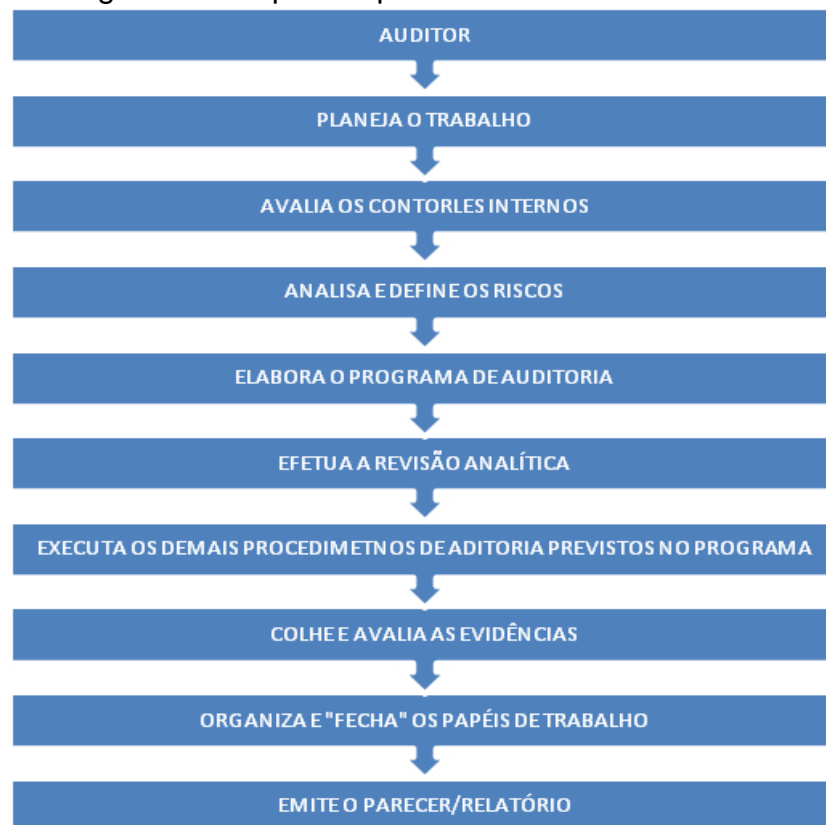 AUDITOR
PLANEJA O TRABALHO
AVALIA OS CONTORLES INTERNOS
ANALISA E DEFINE OS RISCOS
ELABORA O PROGRAMA DE AUDITORIA
EFETUA A REVISÃO ANALÍTICA
EXECUTA OS DEMAIS PROCEDIMETNOS DE ADITORIA PREVISTOS NO PROGRAMA
COLHE E AVALIA AS EVIDÊNCIAS
ORGANIZA E "FECHA" OS PAPÉIS DE TRABALHO
EMITE O PARECER/RELATÓRIO